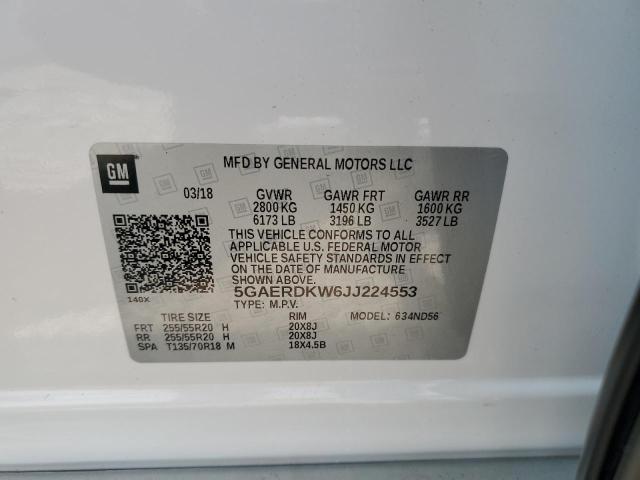 GM
MFD BY GENERAL MOTORS LLC
03/18 GVWR GAWR FRT GAWR RR
2800 KG 1450 KG 1600 KG
6173 LB 3196 LB 3527 LB
THIS VEHICLE CONFORMS TO ALL
APPLICABLE U.S. FEDERAL MOTOR
VEHICLE SAFETY STANDARDS IN EFFECT
ON THE DATE OF MANUFACTURE
SHOWN ABOVE.
5GAERDKW6JJ224553
140X
TYPE: M.P.V.
TIRE SIZE RIM MODEL: 634ND56
FRT 255/55R20 H 20X8J
RR 255/55R20 H 20X8J
SPA T135/70R18 M 18X4.5B